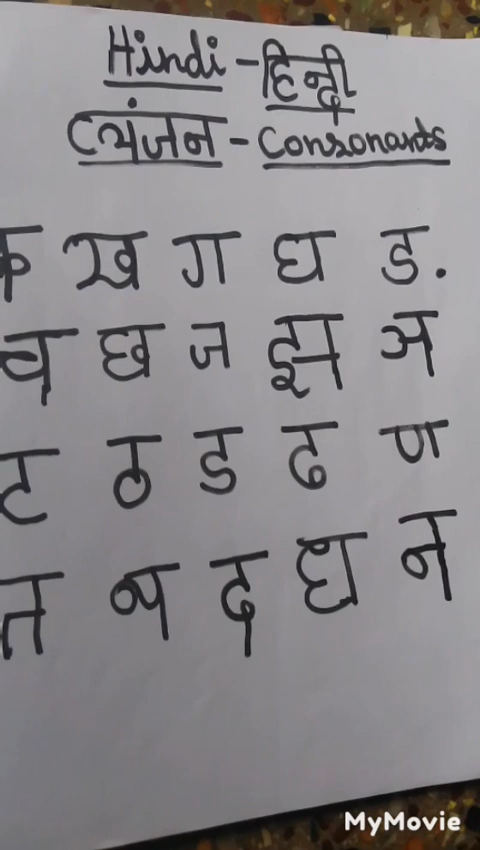 Hindi - हिन्दी
व्यंजन - Consonants
क ख ग घ ड.
च छ ज झ ञ
ट ठ ड ढ ण
त थ द ध न
MyMovie